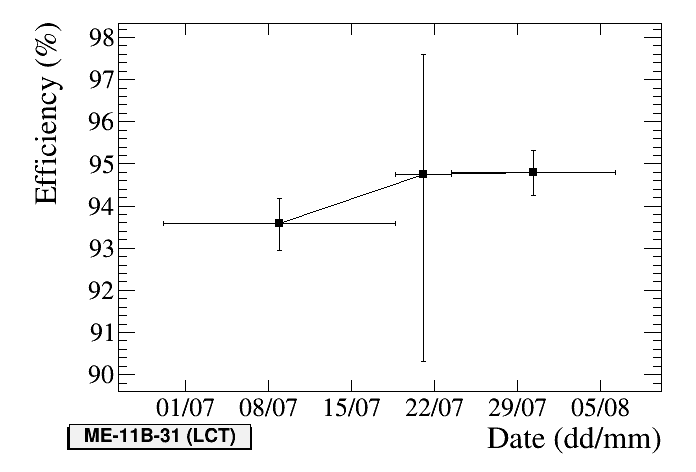 Efficiency (%)
98
97
96
95
94
93
92
91
90
01/07 08/07 15/07 22/07 29/07 05/08
ME-11B-31 (LCT)
Date (dd/mm)